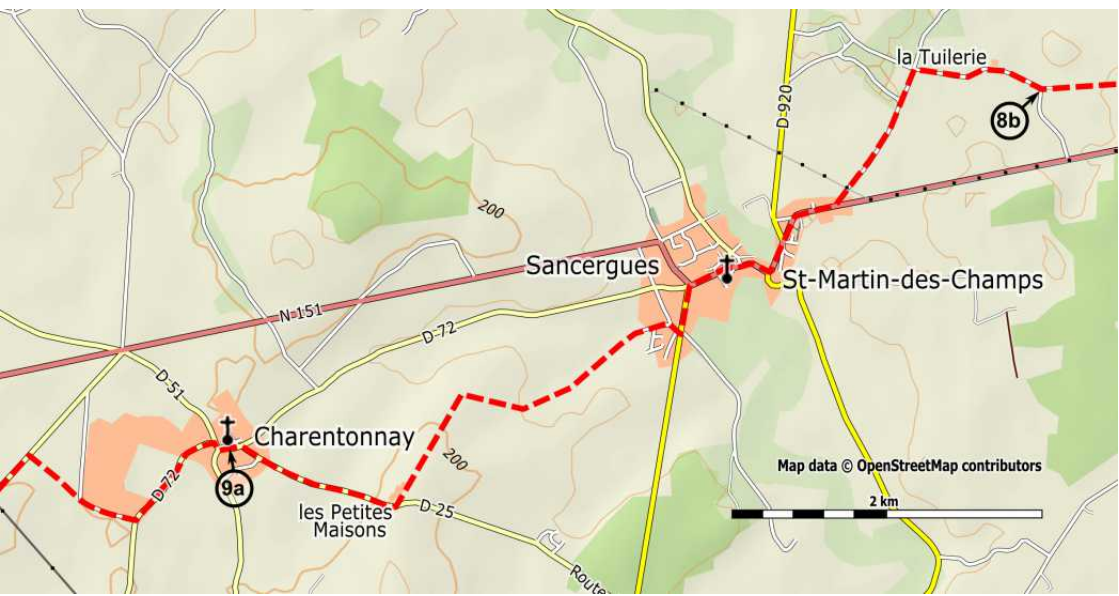 la Tuilerie
D 920
8b
200
Sancergues
St-Martin-des-Champs
N 151
D 72
D-51
Charentonnay
200
Map data © OpenStreetMap contributors
D 72
9a
2 km
les Petites
Maisons
D 25
Route